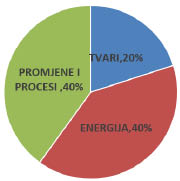 TVARI,20%
PROMJENE I
PROCESI ,40%
ENERGIJA,40%